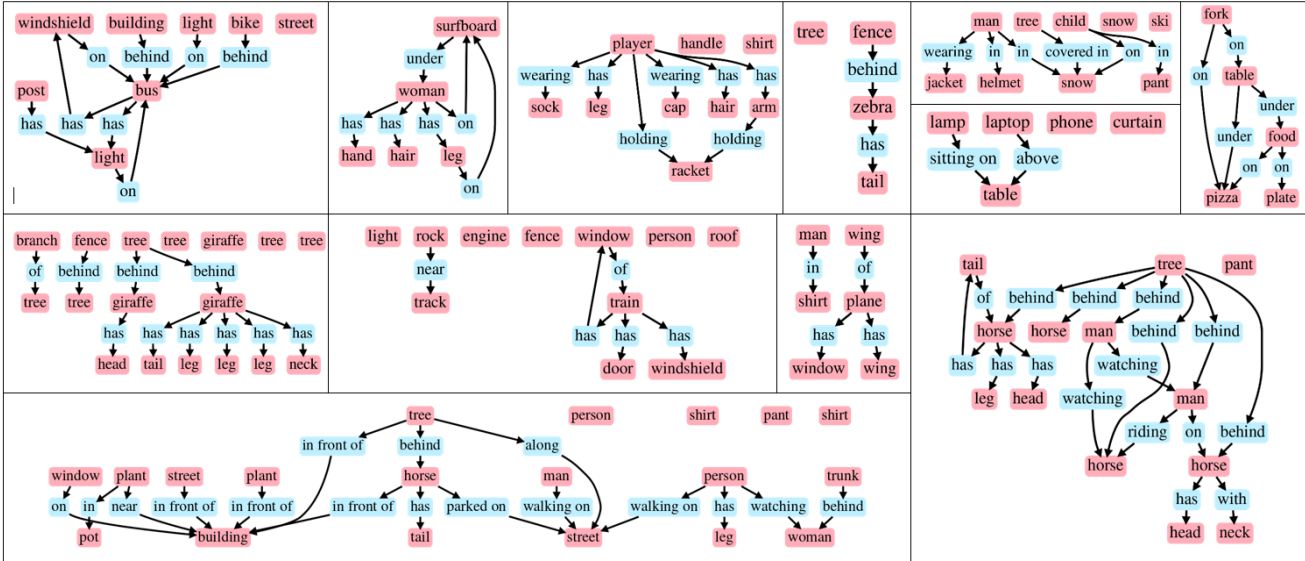 windshield building light bike street
on behind on behind
bus
post
has has has
light
on
surfboard
under
woman
has has has on
hand hair leg
on
player handle shirt
wearing has wearing has has
sock leg cap hair arm
holding holding
racket
tree fence
behind
zebra
has
tail
man tree child snow ski
wearing in in covered in on in
jacket helmet snow pant
lamp laptop phone curtain
sitting on above
table
fork
on
on table
under
under food
on on
pizza plate
branch fence tree tree giraffe tree tree
of behind behind behind
tree tree giraffe giraffe
has has has has has has
head tail leg leg leg neck
light rock engine fence window person roof
near of
track train
has has has
door windshield
man wing
in of
shirt plane
has has
window wing
tail tree pant
of behind behind behind
horse horse man behind behind
has has has watching
leg head watching man
riding on behind
horse horse
has with
head neck
tree person shirt pant shirt
in front of behind along
window plant street plant horse man person trunk
on in near in front of in front of in front of has parked on walking on walking on has watching behind
pot building tail street leg woman